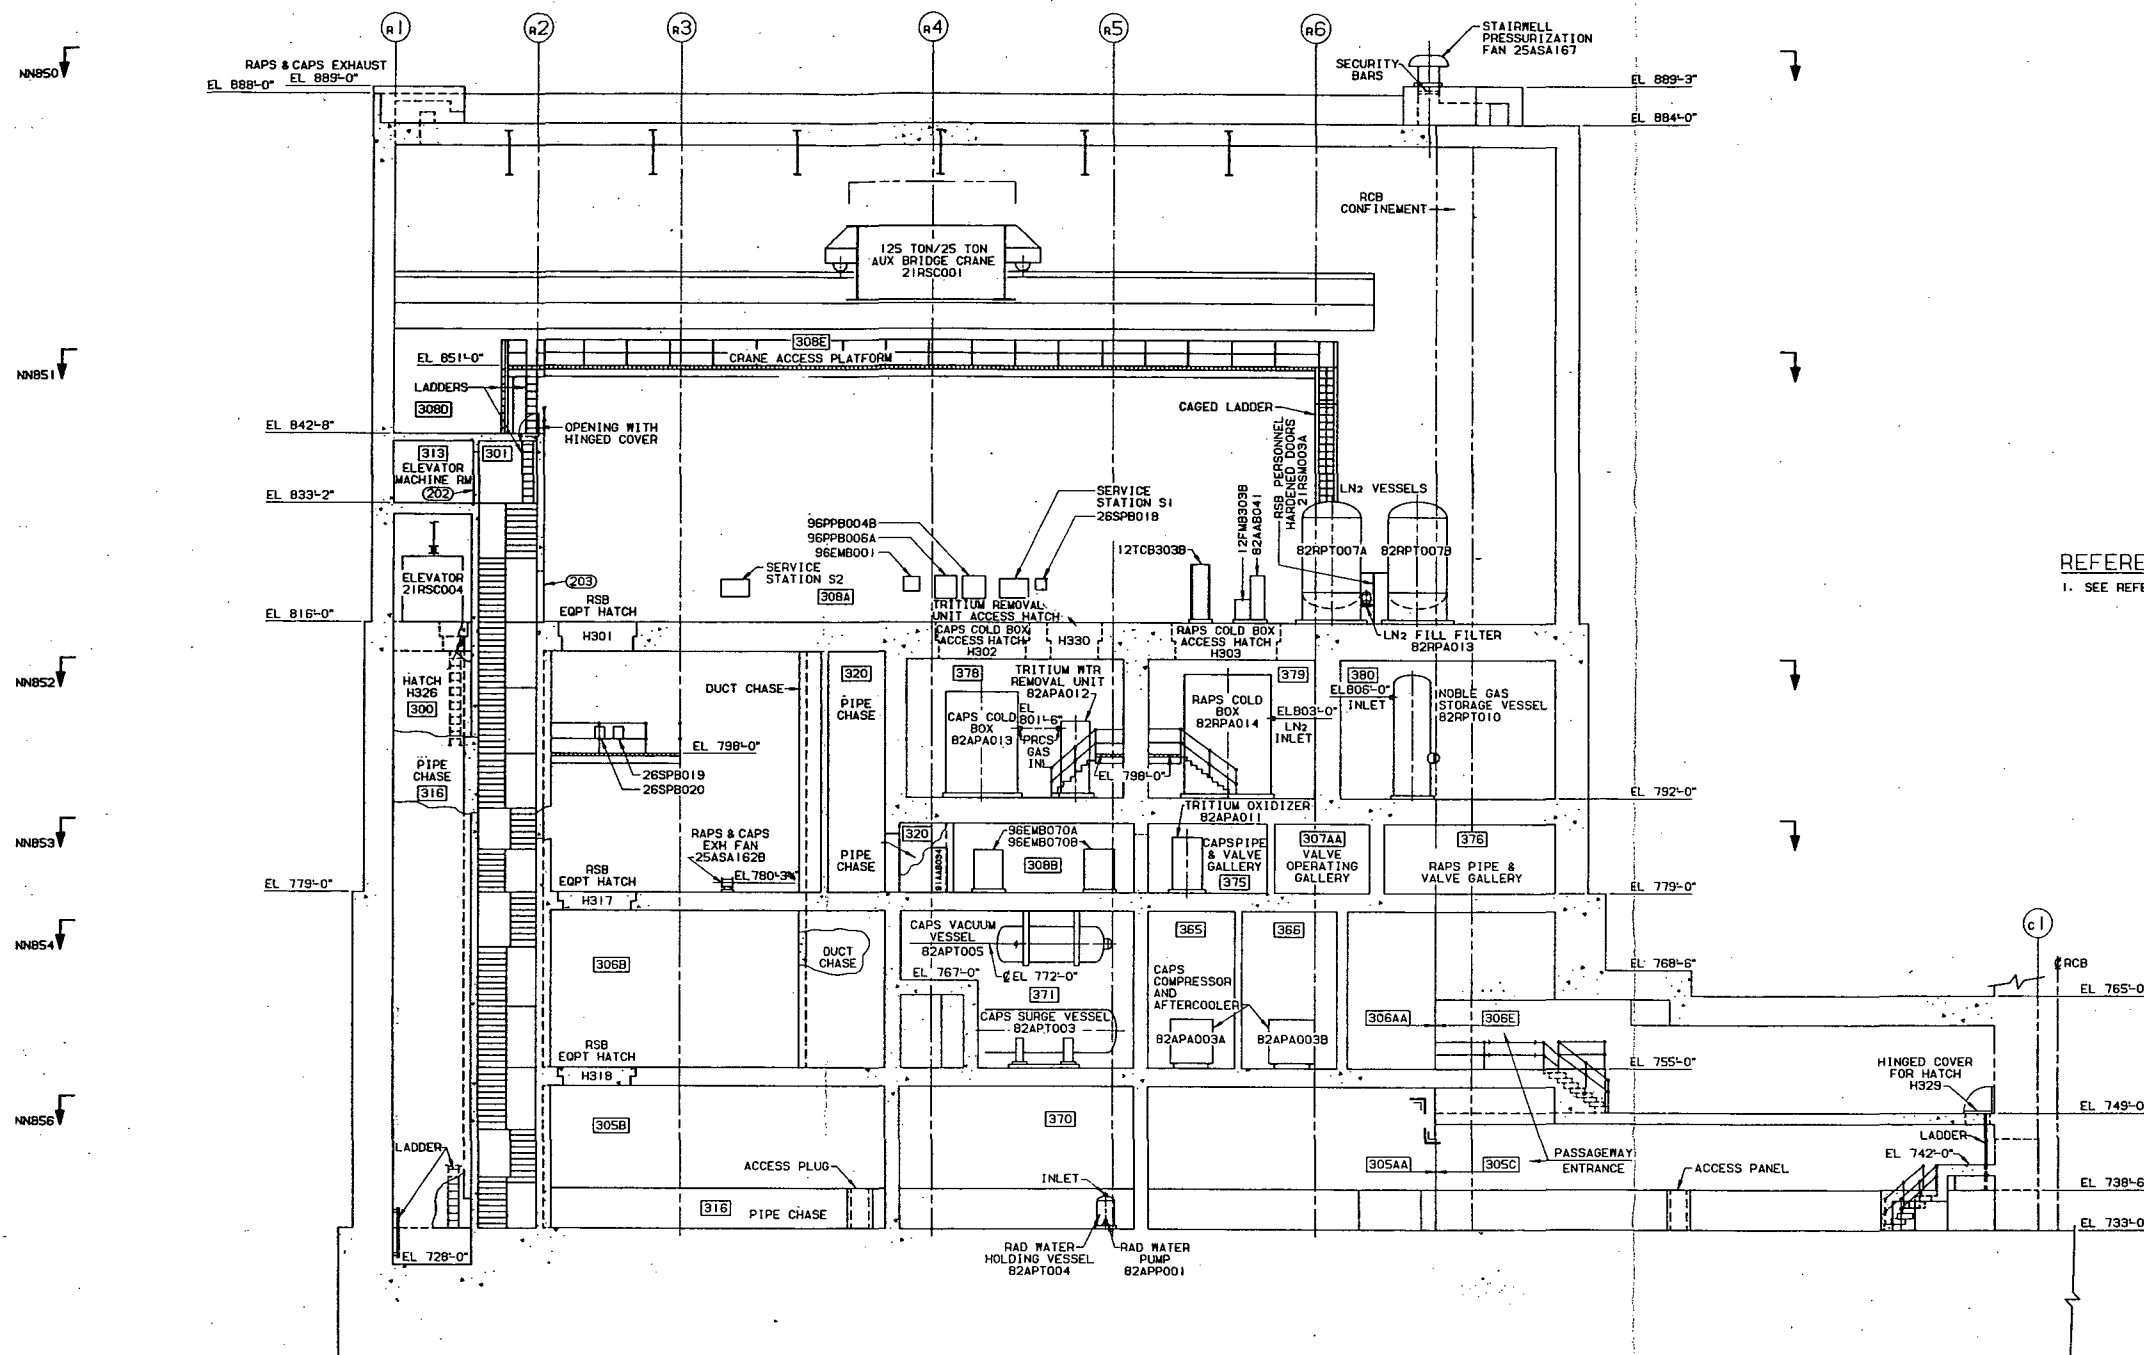 R1
R2
R3
R4
R5
R6
STAIRWELL
PRESSURIZATION
FAN 25ASA167
SECURITY
BARS
NN850
RAPS & CAPS EXHAUST
EL 889'-0"
EL 888'-0"
EL 889'-3"
EL 884'-0"
RCB
CONFINEMENT
125 TON/25 TON
AUX BRIDGE CRANE
21RSC001
NN851
308E
EL 851'-0"
CRANE ACCESS PLATFORM
LADDERS
308D
CAGED LADDER
EL 842'-8"
OPENING WITH
HINGED COVER
313
301
ELEVATOR
MACHINE RM
202
EL 833'-2"
RSB PERSONNEL
HARDENED DOORS
21RSM003A
LN2 VESSELS
SERVICE
STATION S1
26SPB018
96PPB004B
96PPB006A
96EMB001
12TCB303B
12FMB303B
82AAB041
82RPT007A
82RPT007B
SERVICE
STATION S2
308A
ELEVATOR
21RSC004
203
RSB
EQPT HATCH
H301
EL 816'-0"
TRITIUM REMOVAL
UNIT ACCESS HATCH
CAPS COLD BOX
ACCESS HATCH
H302
H330
RAPS COLD BOX
ACCESS HATCH
H303
LN2 FILL FILTER
82RPA013
REFERE
1. SEE REFE
NN852
HATCH
H326
300
DUCT CHASE
320
PIPE
CHASE
378
TRITIUM WTR
REMOVAL UNIT
82APA012
379
380
EL806'-0"
INLET
NOBLE GAS
STORAGE VESSEL
82RPT010
CAPS COLD
BOX
82APA013
EL
801'-6"
PRCS
GAS
INL
RAPS COLD
BOX
82RPA014
EL803'-0"
LN2
INLET
EL 798'-0"
EL 798'-0"
26SPB019
26SPB020
PIPE
CHASE
316
EL 792'-0"
NN853
TRITIUM OXIDIZER
82APA011
RAPS & CAPS
EXH FAN
25ASA162B
EL780'-3¾"
PIPE
CHASE
320
91AAB034
96EMB070A
96EMB070B
308B
CAPS PIPE
& VALVE
GALLERY
375
307AA
VALVE
OPERATING
GALLERY
376
RAPS PIPE &
VALVE GALLERY
EL 779'-0"
RSB
EQPT HATCH
H317
EL 779'-0"
NN854
C1
306B
DUCT
CHASE
CAPS VACUUM
VESSEL
82APT005
EL 767'-0"
℄ EL 772'-0"
371
365
366
EL 768'-6"
℄ RCB
EL 765'-0
CAPS
COMPRESSOR
AND
AFTERCOOLER
CAPS SURGE VESSEL
82APT003
82APA003A
82APA003B
306AA
306E
RSB
EQPT HATCH
H318
EL 755'-0"
HINGED COVER
FOR HATCH
H329
NN856
305B
370
EL 749'-0
LADDER
LADDER
EL 742'-0"
ACCESS PLUG
INLET
305AA
305C
PASSAGEWAY
ENTRANCE
ACCESS PANEL
EL 738'-6
316
PIPE CHASE
EL 733'-0
EL 728'-0"
RAD WATER
HOLDING VESSEL
82APT004
RAD WATER
PUMP
82APP001